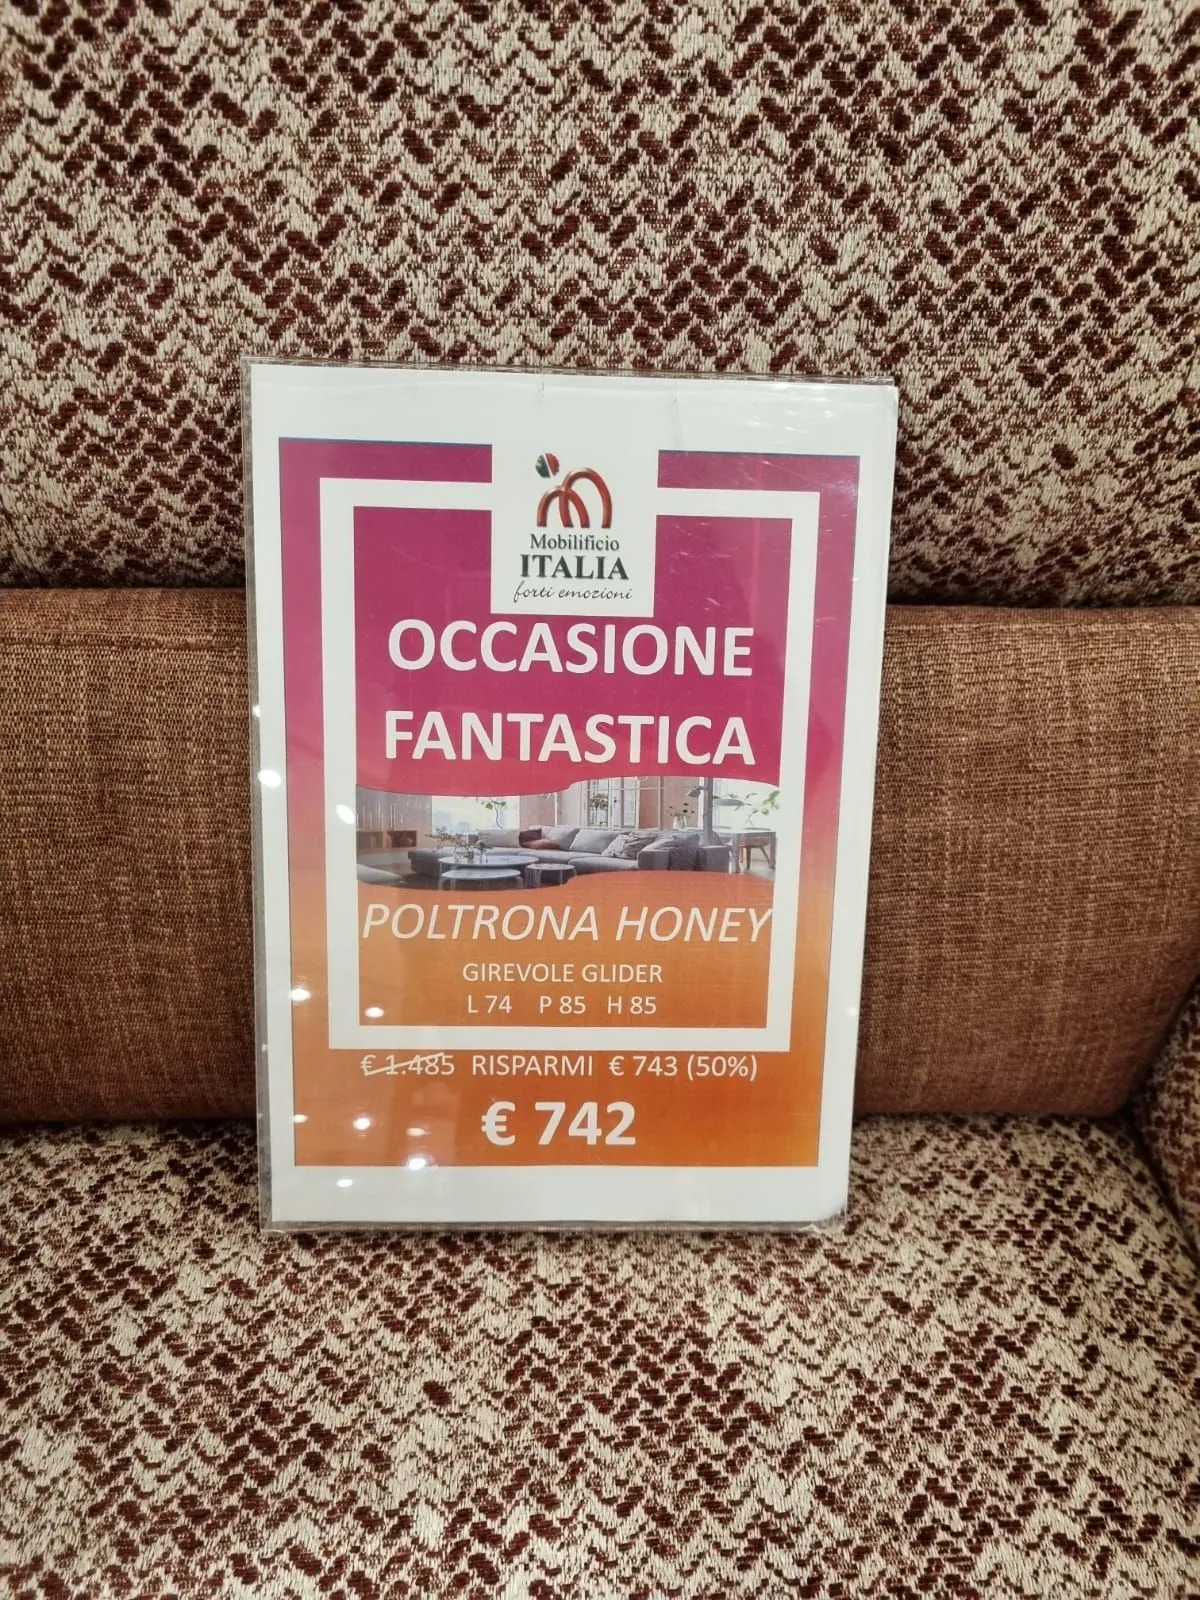 Mobilificio
ITALIA
forti emozioni
OCCASIONE
FANTASTICA
POLTRONA HONEY
GIREVOLE GLIDER
L 74 P 85 H 85
€ 1.485 RISPARMI € 743 (50%)
€ 742